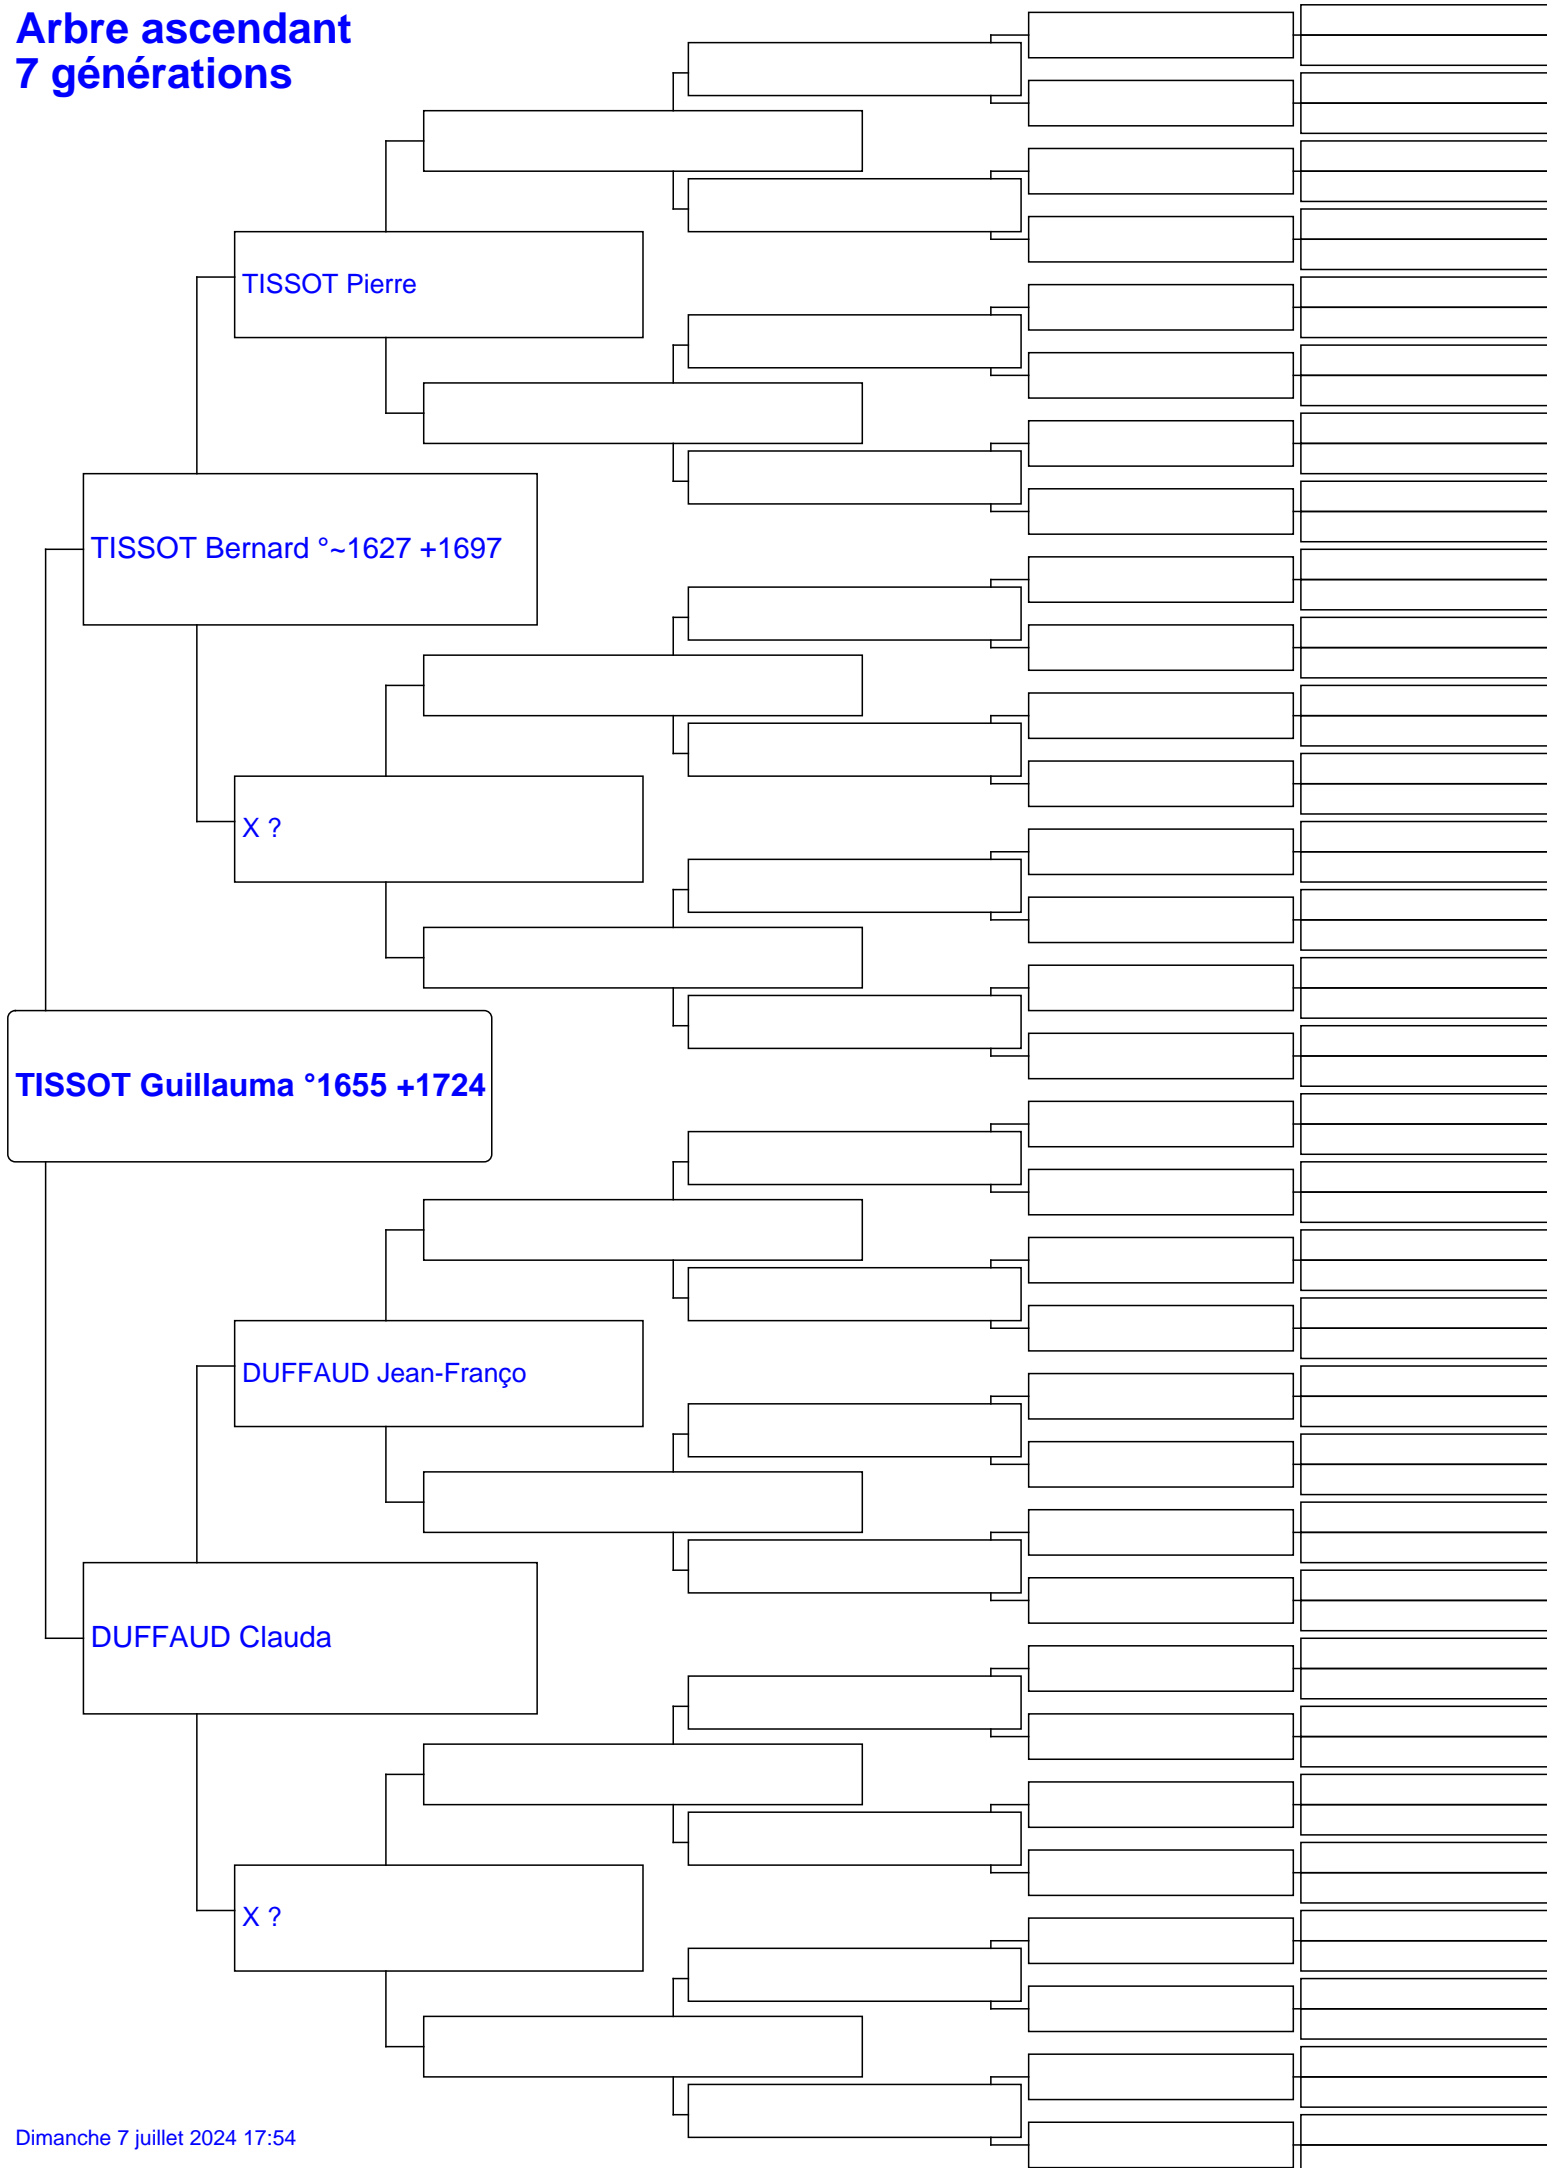 Arbre ascendant
7 générations
TISSOT Pierre
TISSOT Bernard °~1627 +1697
X ?
TISSOT Guillauma °1655 +1724
DUFFAUD Jean-Franço
DUFFAUD Clauda
X ?
Dimanche 7 juillet 2024 17:54